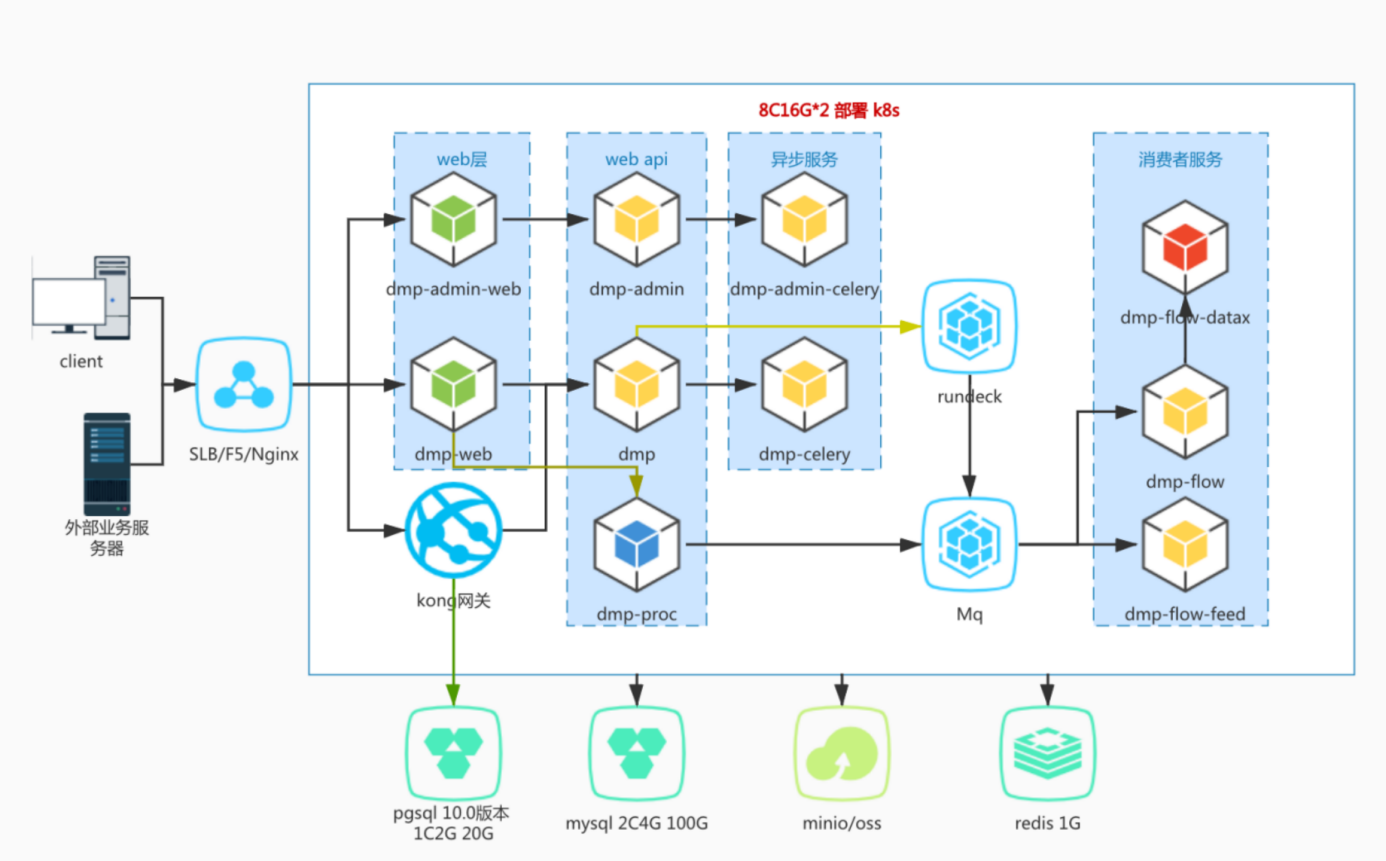 8C16G*2 部署 k8s
web层
web api
异步服务
消费者服务
dmp-admin-web
dmp-admin
dmp-admin-celery
dmp-flow-datax
client
rundeck
SLB/F5/Nginx
dmp-web
dmp
dmp-celery
dmp-flow
外部业务服
务器
kong网关
dmp-proc
Mq
dmp-flow-feed
pgsql 10.0版本
1C2G 20G
mysql 2C4G 100G
minio/oss
redis 1G